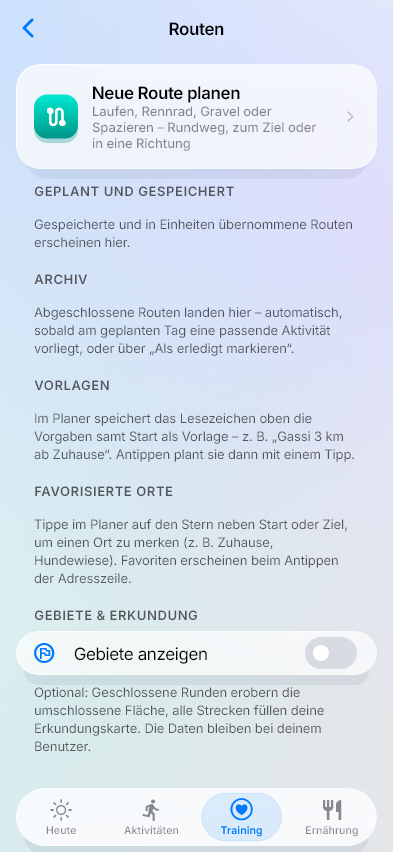 Routen
Neue Route planen
Laufen, Rennrad, Gravel oder
Spazieren – Rundweg, zum Ziel oder
in eine Richtung
GEPLANT UND GESPEICHERT
Gespeicherte und in Einheiten übernommene Routen
erscheinen hier.
ARCHIV
Abgeschlossene Routen landen hier – automatisch,
sobald am geplanten Tag eine passende Aktivität
vorliegt, oder über „Als erledigt markieren“.
VORLAGEN
Im Planer speichert das Lesezeichen oben die
Vorgaben samt Start als Vorlage – z. B. „Gassi 3 km
ab Zuhause“. Antippen plant sie dann mit einem Tipp.
FAVORISIERTE ORTE
Tippe im Planer auf den Stern neben Start oder Ziel,
um einen Ort zu merken (z. B. Zuhause,
Hundewiese). Favoriten erscheinen beim Antippen
der Adresszeile.
GEBIETE & ERKUNDUNG
Gebiete anzeigen
Optional: Geschlossene Runden erobern die
umschlossene Fläche, alle Strecken füllen deine
Erkundungskarte. Die Daten bleiben bei deinem
Benutzer.
Heute
Aktivitäten
Training
Ernährung